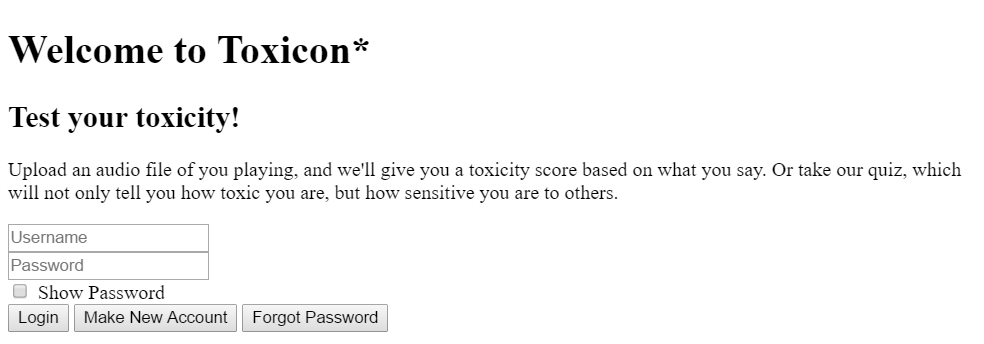 Welcome to Toxicon*
Test your toxicity!
Upload an audio file of you playing, and we'll give you a toxicity score based on what you say. Or take our quiz, which
will not only tell you how toxic you are, but how sensitive you are to others.
Username
Password
Show Password
Login Make New Account Forgot Password